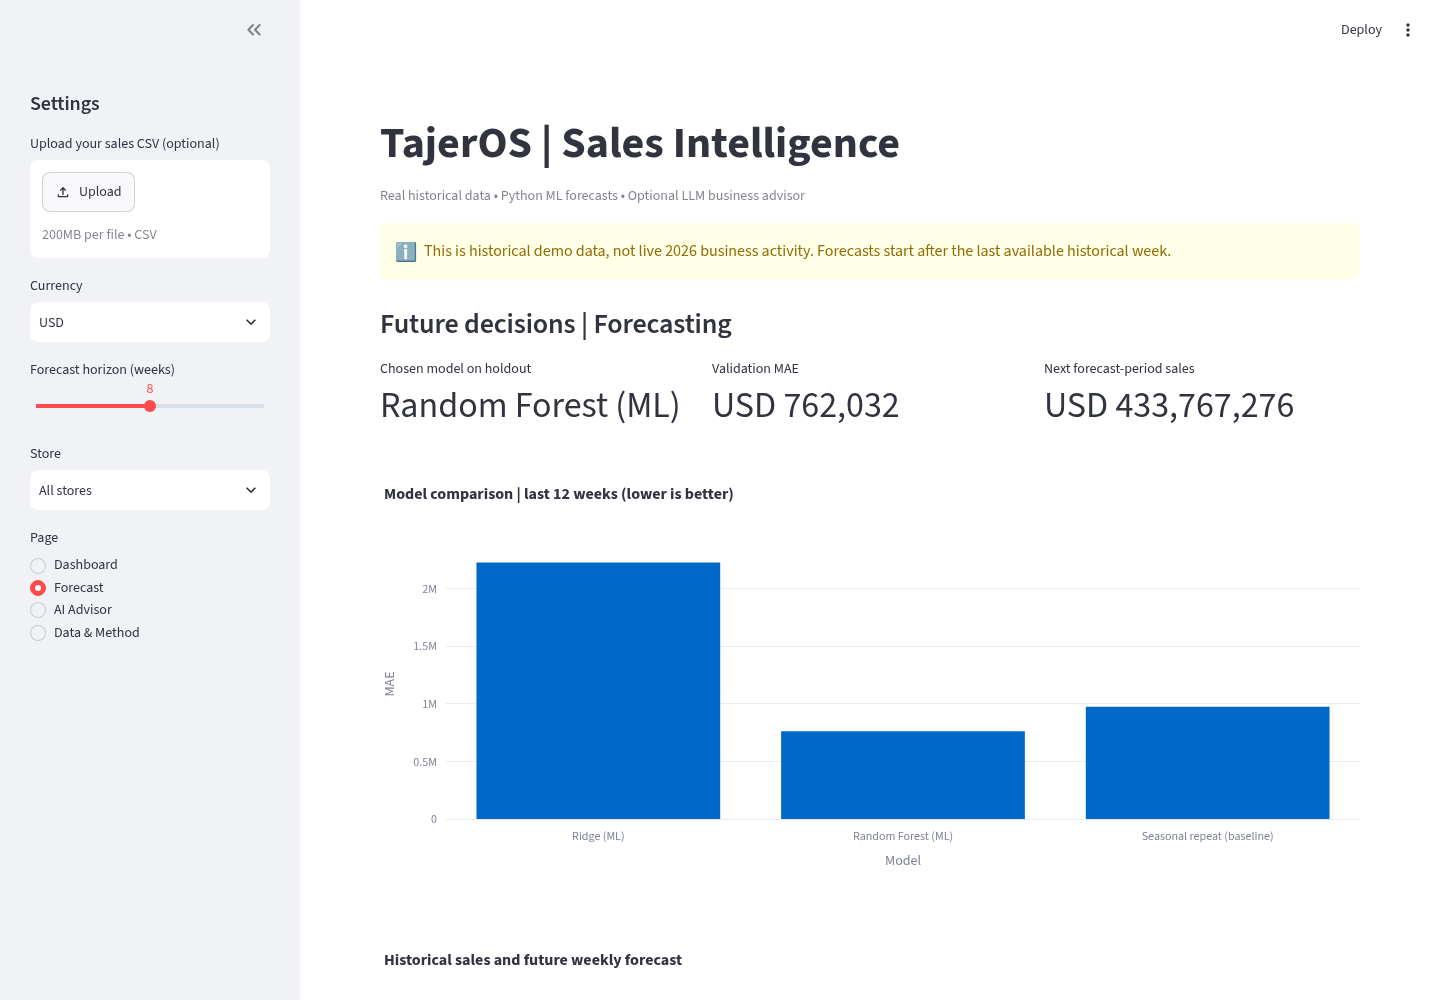 Deploy
Settings
Upload your sales CSV (optional)
Upload
200MB per file • CSV
Currency
USD
Forecast horizon (weeks)
8
Store
All stores
Page
Dashboard
Forecast
AI Advisor
Data & Method
TajerOS | Sales Intelligence
Real historical data • Python ML forecasts • Optional LLM business advisor
This is historical demo data, not live 2026 business activity. Forecasts start after the last available historical week.
Future decisions | Forecasting
Chosen model on holdout
Random Forest (ML)
Validation MAE
USD 762,032
Next forecast-period sales
USD 433,767,276
Model comparison | last 12 weeks (lower is better)
2M
1.5M
1M
0.5M
0
MAE
Ridge (ML)
Random Forest (ML)
Seasonal repeat (baseline)
Model
Historical sales and future weekly forecast